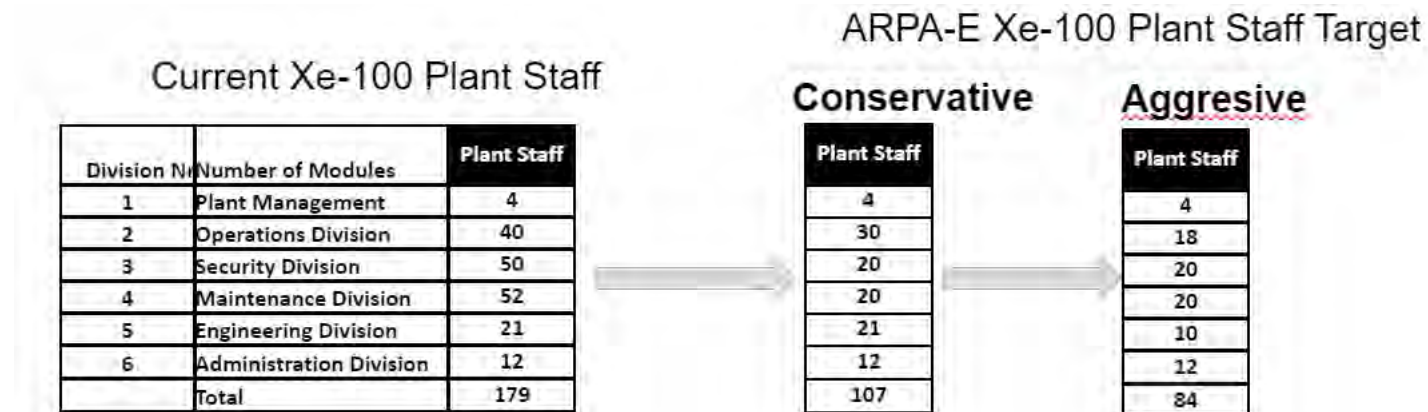 ARPA-E Xe-100 Plant Staff Target
Current Xe-100 Plant Staff
Conservative
Aggresive
Division Nu Number of Modules Plant Staff
1 Plant Management 4
2 Operations Division 40
3 Security Division 50
4 Maintenance Division 52
5 Engineering Division 21
6 Administration Division 12
Total 179
Plant Staff
4
30
20
20
21
12
107
Plant Staff
4
18
20
20
10
12
84